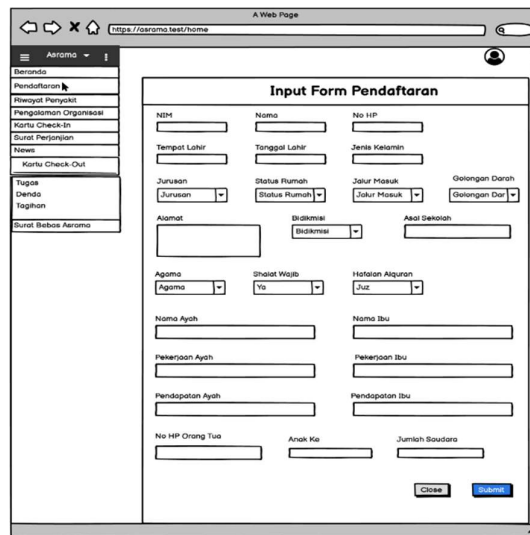 A Web Page
https://asrama.test/home
Asrama
Beranda
Pendaftaran
Riwayat Penyakit
Pengalaman Organisasi
Kartu Check-In
Surat Perjanjian
News
Kartu Check-Out
Tugas
Denda
Tagihan
Surat Bebas Asrama
Input Form Pendaftaran
NIM Nama No HP
Tempat Lahir Tanggal Lahir Jenis Kelamin
Jurusan Status Rumah Jalur Masuk Golongan Darah
Jurusan Status Rumah Jalur Masuk Golongan Dar
Alamat Bidikmisi Asal Sekolah
Bidikmisi
Agama Shalat Wajib Hafalan Alquran
Agama Ya Juz
Nama Ayah Nama Ibu
Pekerjaan Ayah Pekerjaan Ibu
Pendapatan Ayah Pendapatan Ibu
No HP Orang Tua Anak Ke Jumlah Saudara
Close Submit